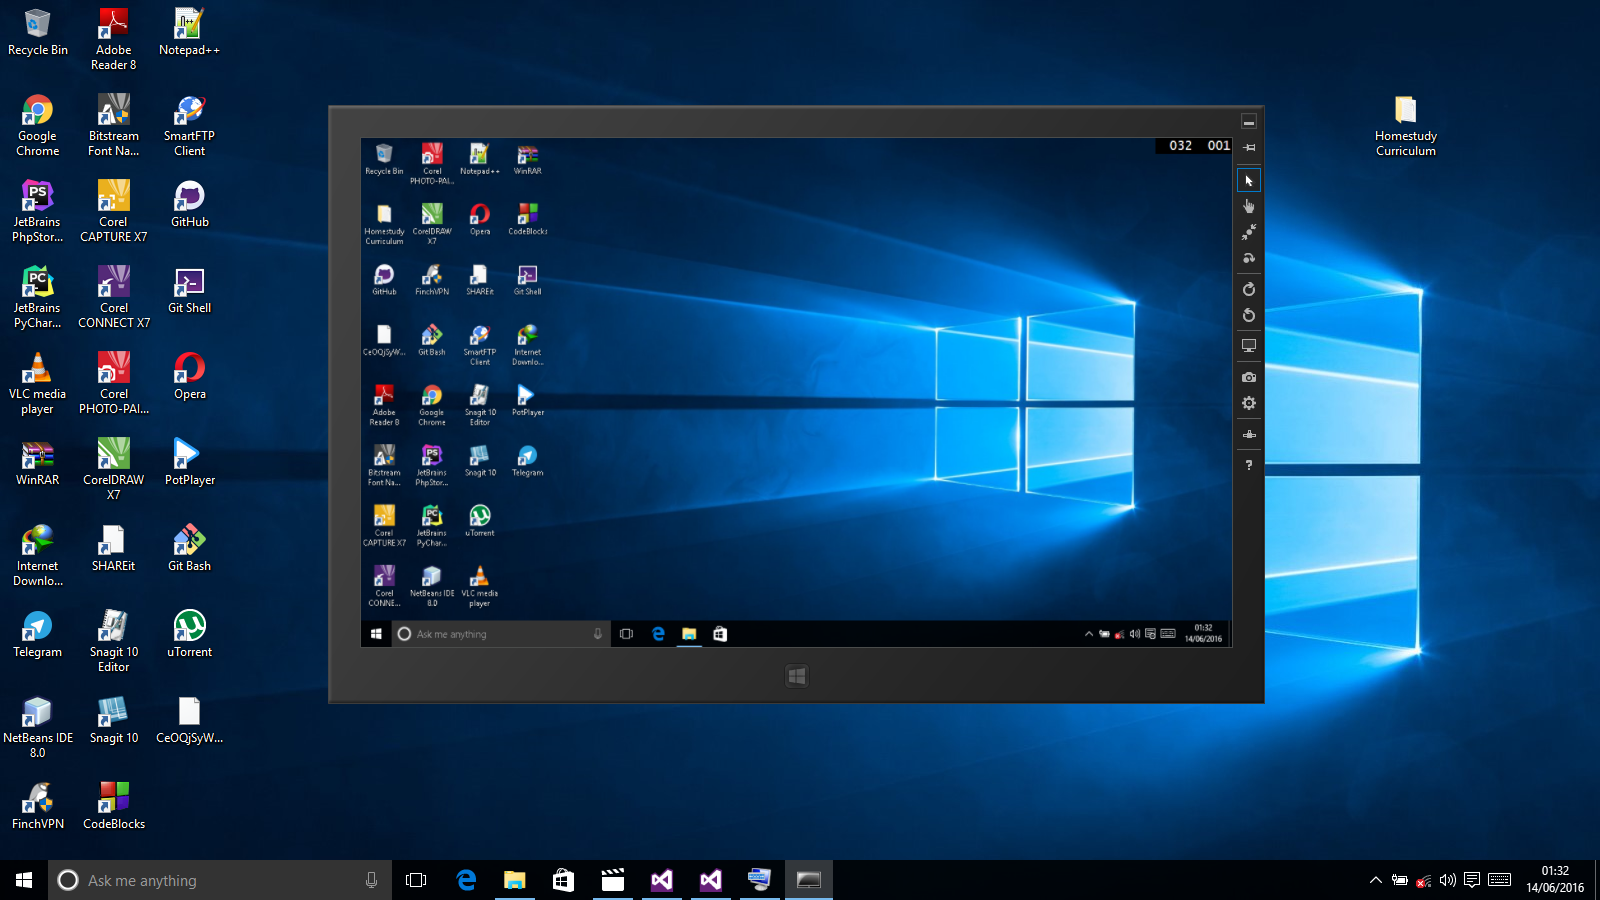 Recycle Bin
Adobe
Reader 8
Notepad++
Google
Chrome
Bitstream
Font Na...
SmartFTP
Client
JetBrains
PhpStor...
Corel
CAPTURE X7
GitHub
JetBrains
PyChar...
Corel
CONNECT X7
Git Shell
VLC media
player
Corel
PHOTO-PAI...
Opera
WinRAR
CorelDRAW
X7
PotPlayer
Internet
Downlo...
SHAREit
Git Bash
Telegram
Snagit 10
Editor
uTorrent
NetBeans IDE
8.0
Snagit 10
CeOQjSyW...
FinchVPN
CodeBlocks
Homestudy
Curriculum
032 001
Recycle Bin
Corel
PHOTO-PAI...
Notepad++
WinRAR
Homestudy
Curriculum
CorelDRAW
X7
Opera
CodeBlocks
GitHub
FinchVPN
SHAREit
Git Shell
CeOQjSyW...
Git Bash
SmartFTP
Client
Internet
Downlo...
Adobe
Reader 8
Google
Chrome
Snagit 10
Editor
PotPlayer
Bitstream
Font Na...
JetBrains
PhpStor...
Snagit 10
Telegram
Corel
CAPTURE X7
JetBrains
PyChar...
uTorrent
Corel
CONNE...
NetBeans IDE
8.0
VLC media
player
Ask me anything
01:32
14/06/2016
?
Ask me anything
01:32
14/06/2016